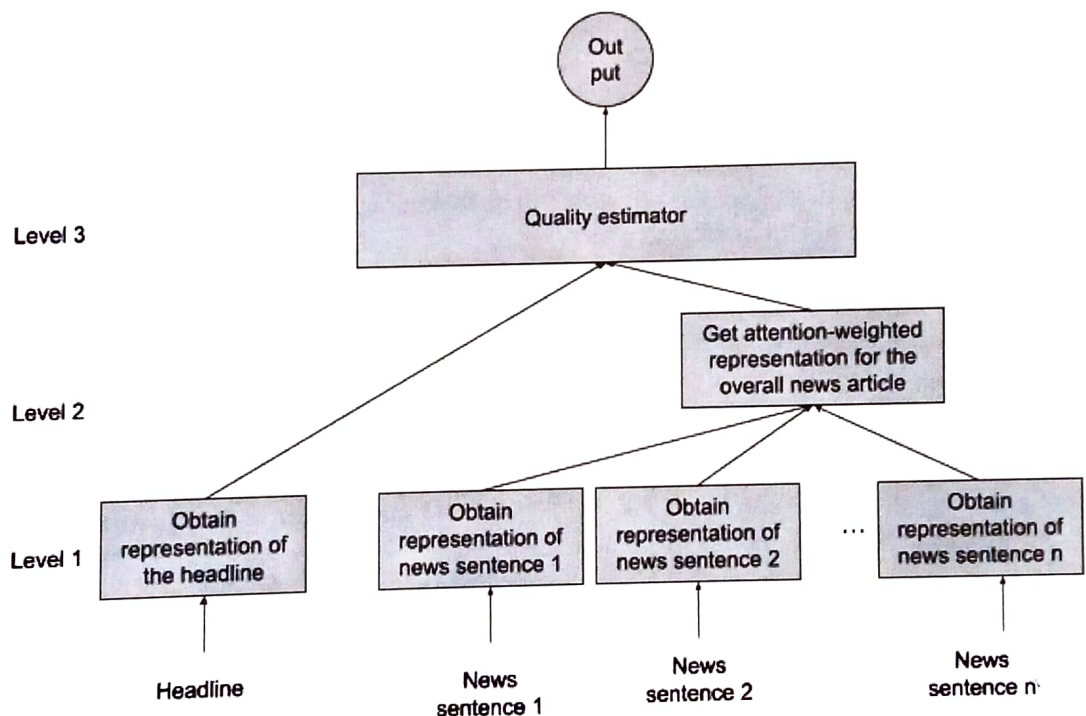 Out
put
Quality estimator
Level 3
Get attention-weighted
representation for the
overall news article
Level 2
Obtain
representation of
the headline
Obtain
representation of
news sentence 1
Obtain
representation of
news sentence 2
...
Obtain
representation of
news sentence n
Level 1
Headline
News
sentence 1
News
sentence 2
News
sentence n